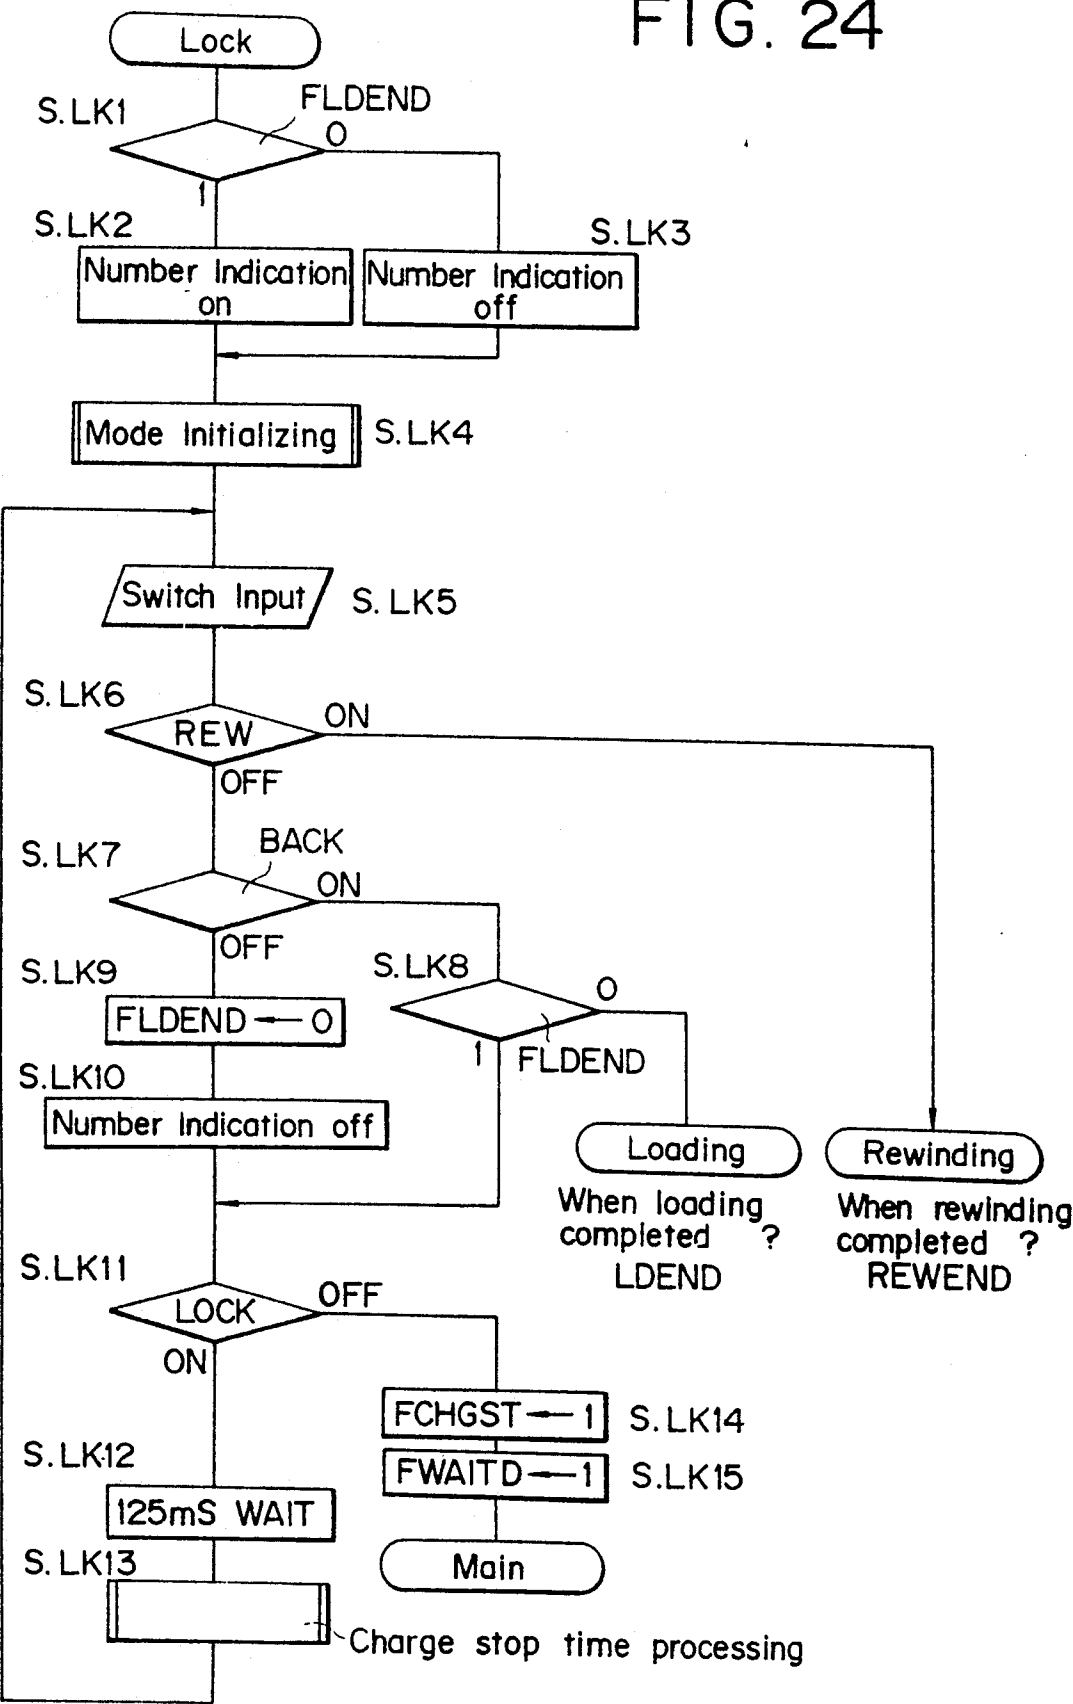 FIG. 24
Lock
S.LK1
FLDEND
0
1
S.LK2
S.LK3
Number Indication
on
Number Indication
off
Mode Initializing
S.LK4
Switch Input
S.LK5
S.LK6
REW
ON
OFF
S.LK7
BACK
ON
OFF
S.LK8
0
1
FLDEND
S.LK9
FLDEND ← 0
S.LK10
Number Indication off
Loading
Rewinding
When loading
completed ?
LDEND
When rewinding
completed ?
REWEND
S.LK11
LOCK
OFF
ON
FCHGST ← 1
S.LK14
S.LK12
FWAITD ← 1
S.LK15
125mS WAIT
Main
S.LK13
Charge stop time processing